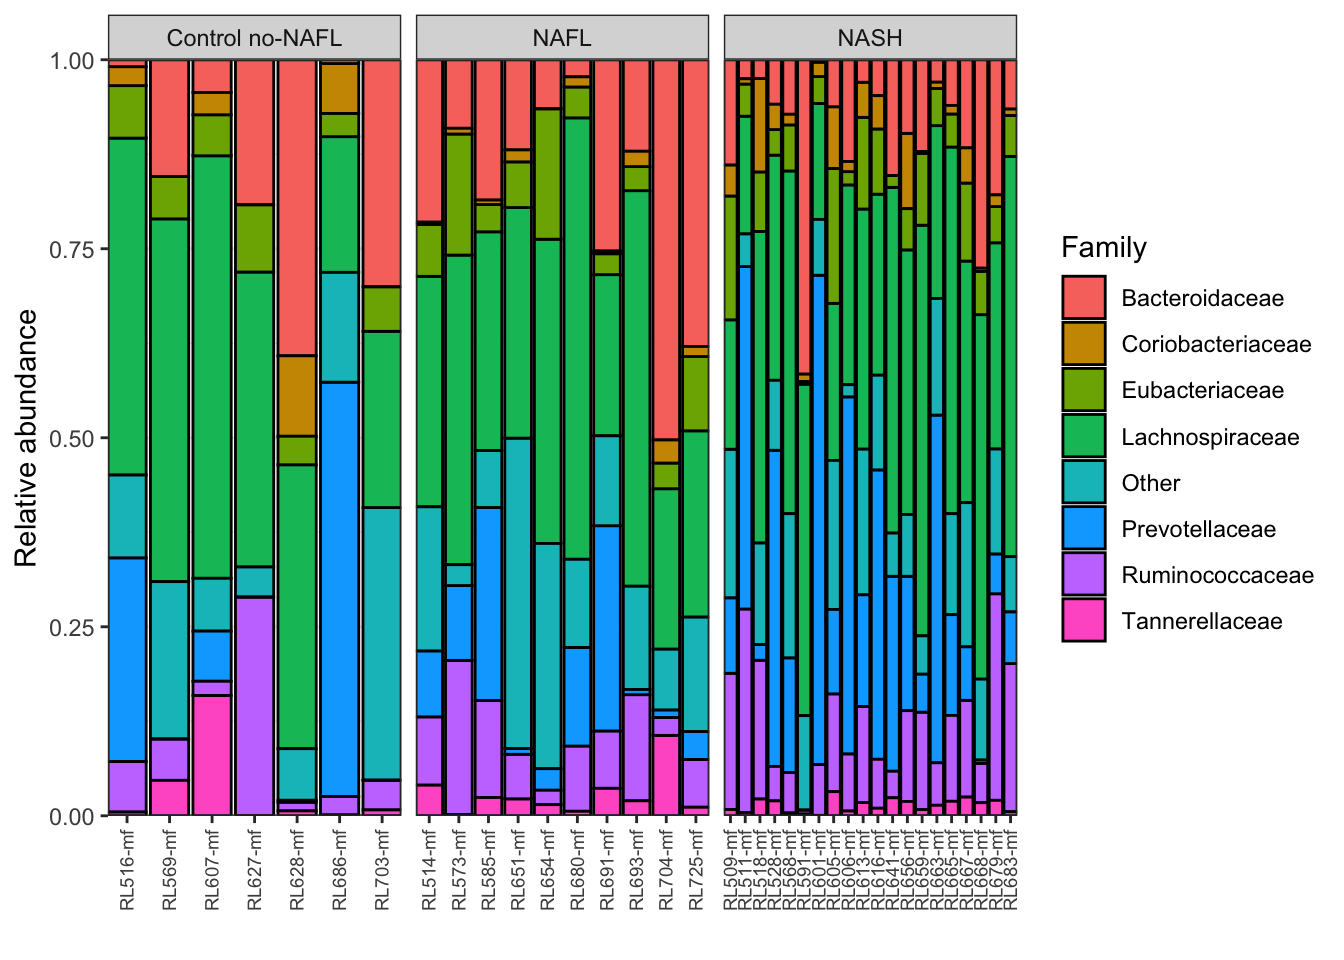 Control no-NAFL
NAFL
NASH
Relative abundance
1.00
0.75
0.50
0.25
0.00
RL516-mf
RL569-mf
RL607-mf
RL627-mf
RL628-mf
RL686-mf
RL703-mf
RL514-mf
RL573-mf
RL585-mf
RL651-mf
RL654-mf
RL680-mf
RL691-mf
RL693-mf
RL704-mf
RL725-mf
RL509-mf
RL511-mf
RL518-mf
RL528-mf
RL568-mf
RL591-mf
RL601-mf
RL605-mf
RL606-mf
RL613-mf
RL616-mf
RL641-mf
RL656-mf
RL659-mf
RL663-mf
RL665-mf
RL667-mf
RL668-mf
RL679-mf
RL683-mf
Family
Bacteroidaceae
Coriobacteriaceae
Eubacteriaceae
Lachnospiraceae
Other
Prevotellaceae
Ruminococcaceae
Tannerellaceae